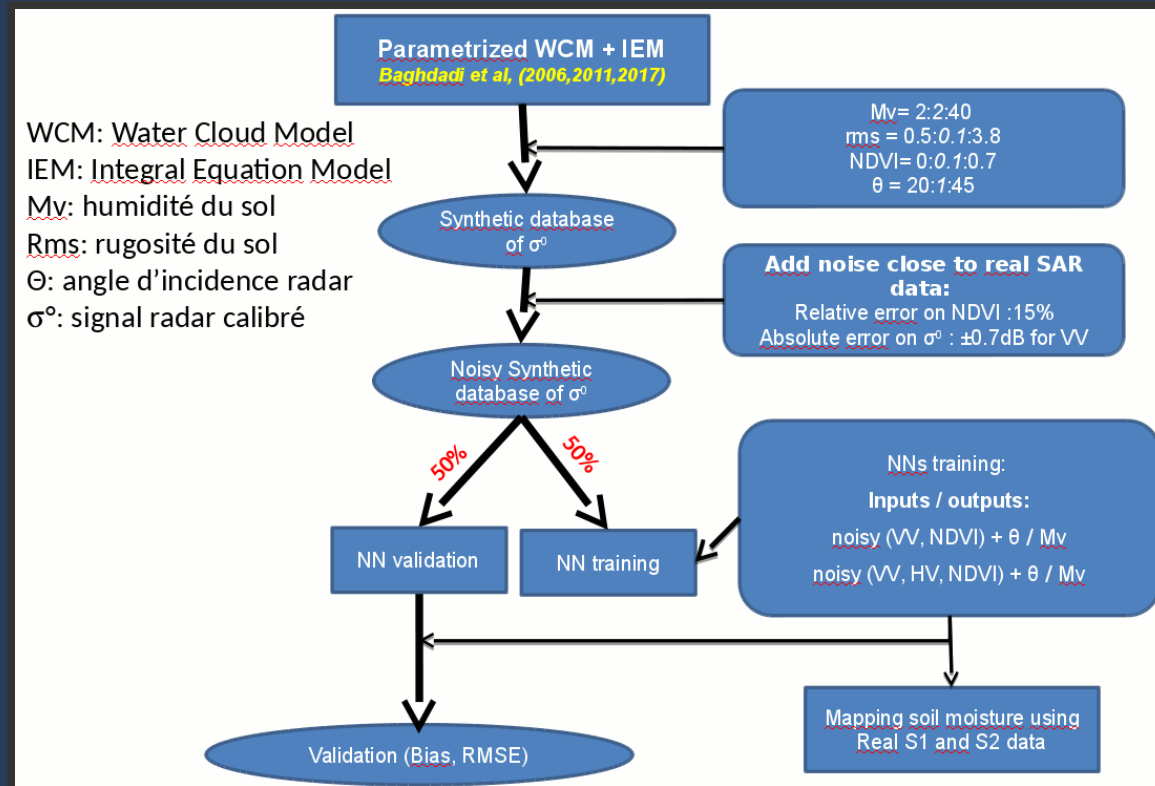 Parametrized WCM + IEM
Baghdadi et al, (2006,2011,2017)
WCM: Water Cloud Model
IEM: Integral Equation Model
Mv: humidité du sol
Rms: rugosité du sol
Θ: angle d’incidence radar
σ°: signal radar calibré
Mv= 2:2:40
rms = 0.5:0.1:3.8
NDVI= 0:0.1:0.7
θ = 20:1:45
Synthetic database
of σ⁰
Add noise close to real SAR
data:
Relative error on NDVI :15%
Absolute error on σ⁰ : ±0.7dB for VV
Noisy Synthetic
database of σ⁰
50%
50%
NN validation
NN training
NNs training:
Inputs / outputs:
noisy (VV, NDVI) + θ / Mv
noisy (VV, HV, NDVI) + θ / Mv
Validation (Bias, RMSE)
Mapping soil moisture using
Real S1 and S2 data